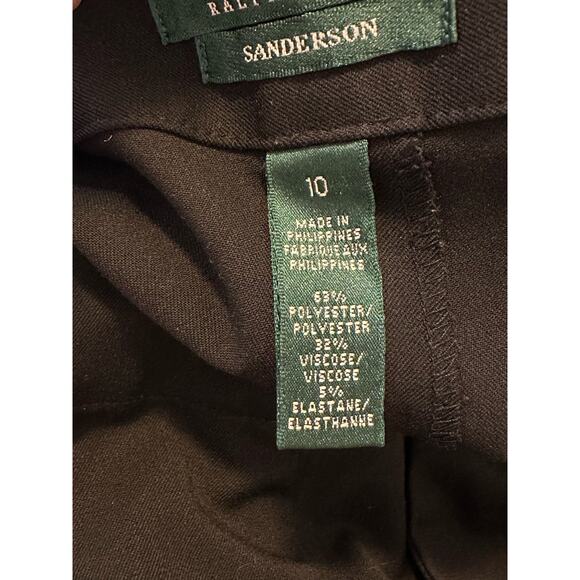 SANDERSON
10
MADE IN
PHILIPPINES
FABRIQUE AUX
PHILIPPINES
63%
POLYESTER/
POLYESTER
32%
VISCOSE/
VISCOSE
5%
ELASTANE/
ELASTHANNE